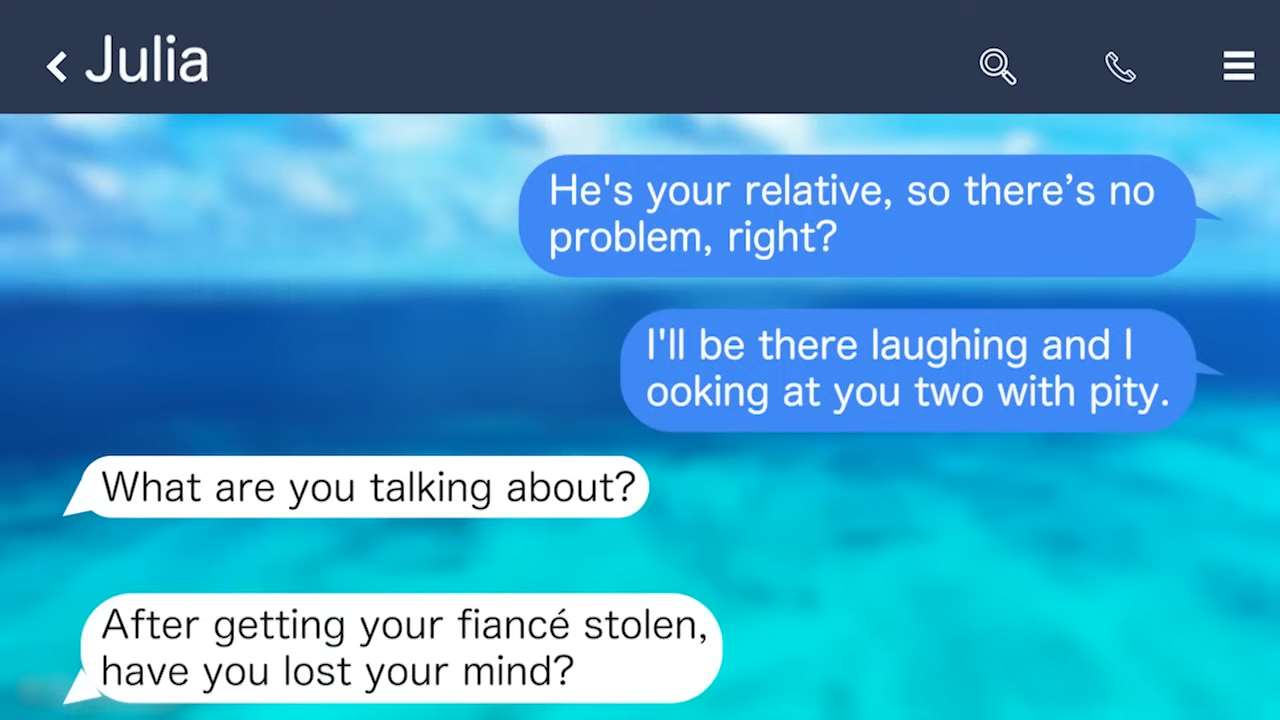 Julia
He's your relative, so there’s no
problem, right?
I'll be there laughing and l
ooking at you two with pity.
What are you talking about?
After getting your fiancé stolen,
have you lost your mind?